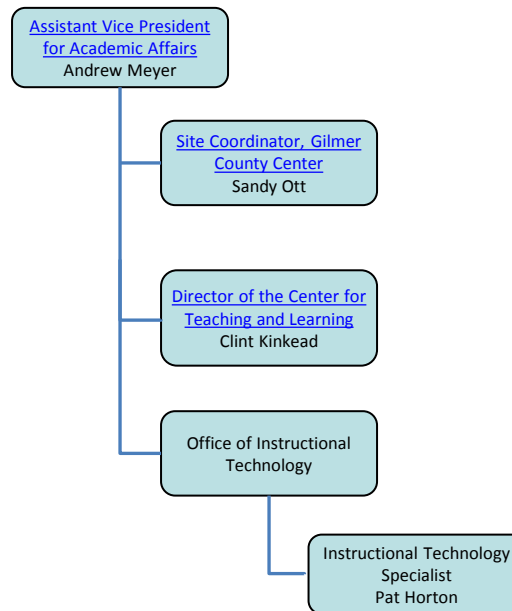 Assistant Vice President
for Academic Affairs
Andrew Meyer
Site Coordinator, Gilmer
County Center
Sandy Ott
Director of the Center for
Teaching and Learning
Clint Kinkead
Office of Instructional
Technology
Instructional Technology
Specialist
Pat Horton